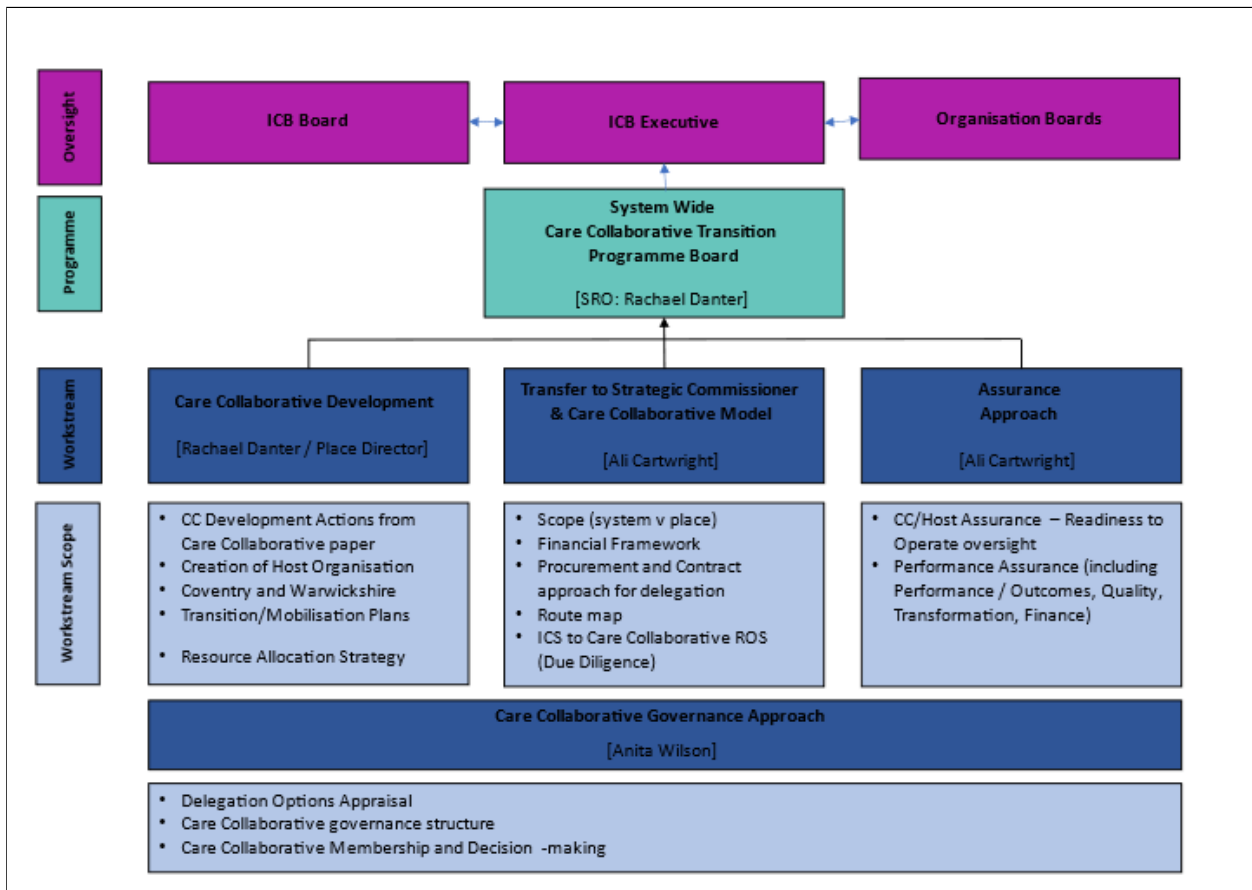 Oversight
ICB Board
ICB Executive
Organisation Boards
Programme
System Wide
Care Collaborative Transition
Programme Board
[SRO: Rachael Danter]
Workstream
Care Collaborative Development
[Rachael Danter / Place Director]
Transfer to Strategic Commissioner
& Care Collaborative Model
[Ali Cartwright]
Assurance
Approach
[Ali Cartwright]
Workstream Scope
• CC Development Actions from
Care Collaborative paper
• Creation of Host Organisation
• Coventry and Warwickshire
• Transition/Mobilisation Plans
• Resource Allocation Strategy
• Scope (system v place)
• Financial Framework
• Procurement and Contract
approach for delegation
• Route map
• ICS to Care Collaborative ROS
(Due Diligence)
• CC/Host Assurance – Readiness to
Operate oversight
• Performance Assurance (including
Performance / Outcomes, Quality,
Transformation, Finance)
Care Collaborative Governance Approach
[Anita Wilson]
• Delegation Options Appraisal
• Care Collaborative governance structure
• Care Collaborative Membership and Decision -making